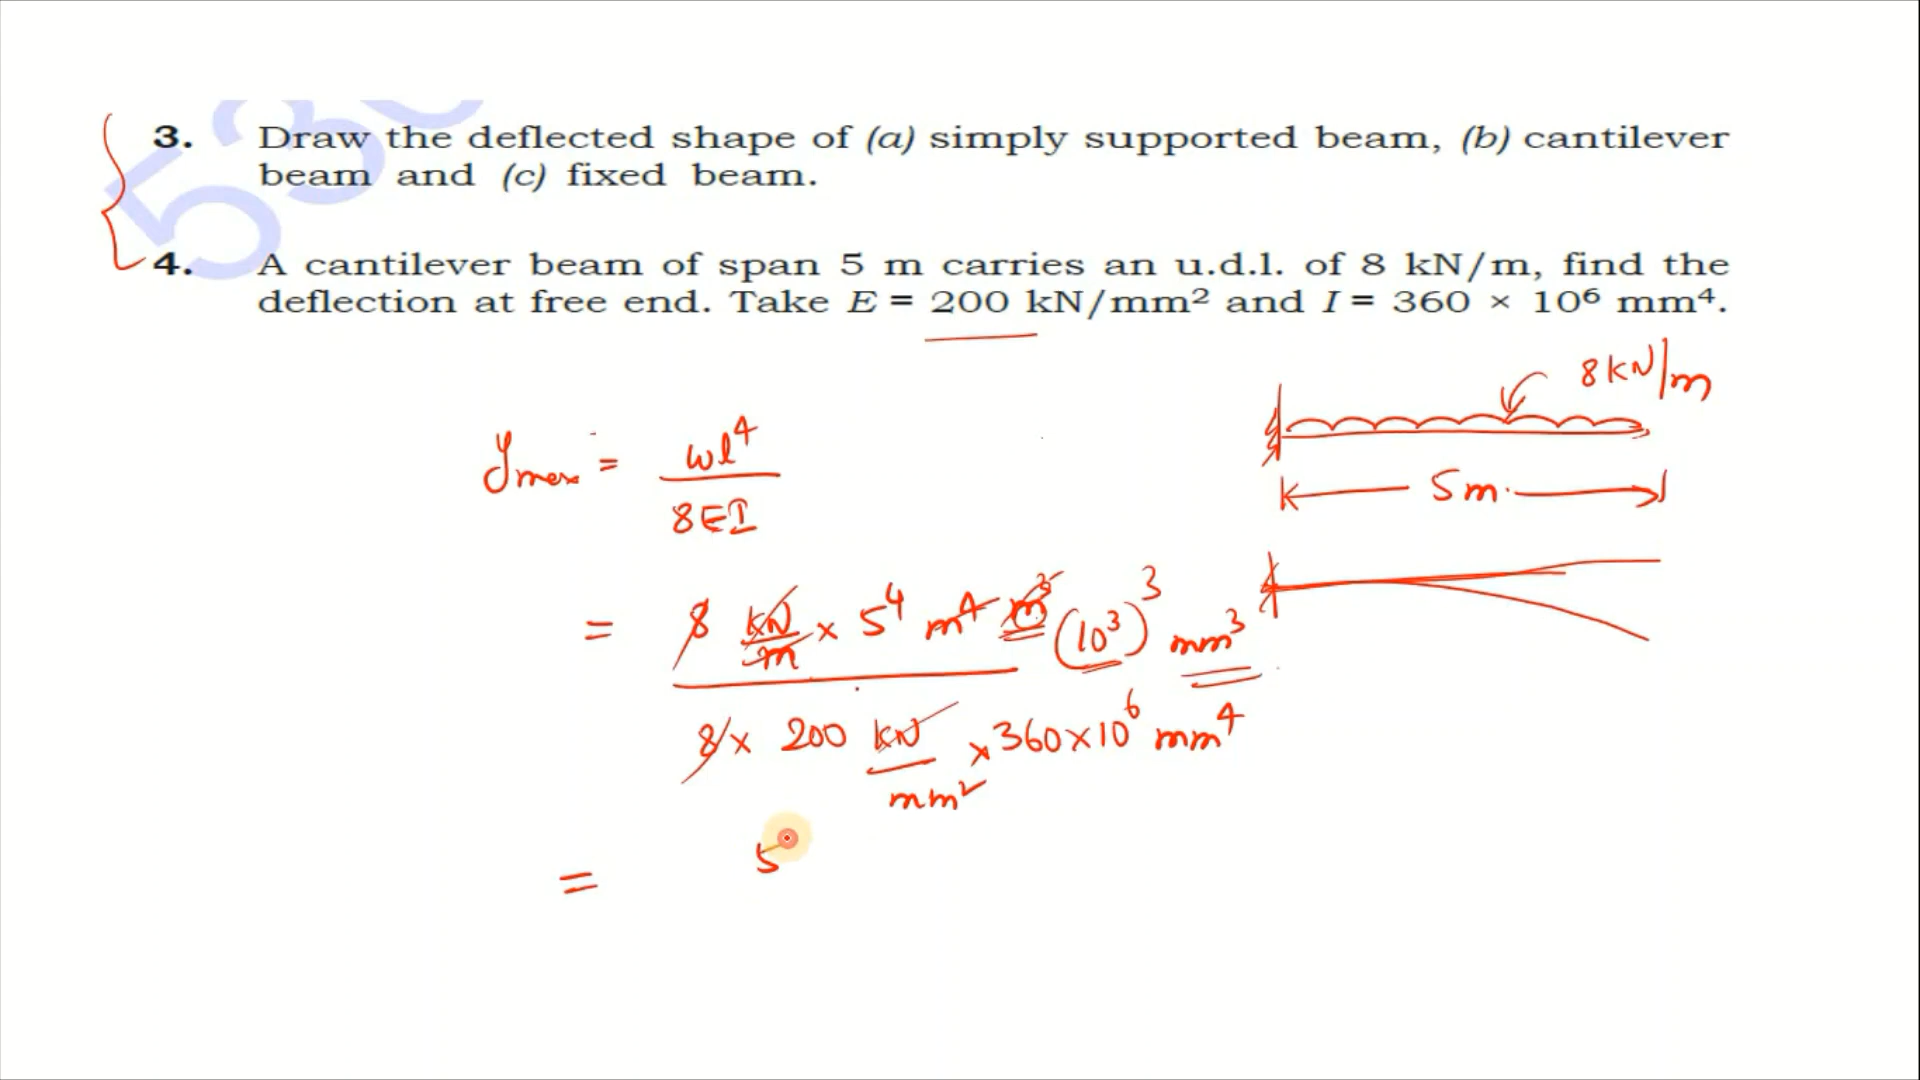 3. Draw the deflected shape of (a) simply supported beam, (b) cantilever
beam and (c) fixed beam.
4. A cantilever beam of span 5 m carries an u.d.l. of 8 kN/m, find the
deflection at free end. Take E = 200 kN/mm² and I = 360 × 10⁶ mm⁴.
8 KN/m
ymax = wl⁴
8EI
5m
= 8 KN/m × 5⁴ m⁴ m³ (10³)³ mm³
8 × 200 KN/mm² × 360×10⁶ mm⁴
= 5